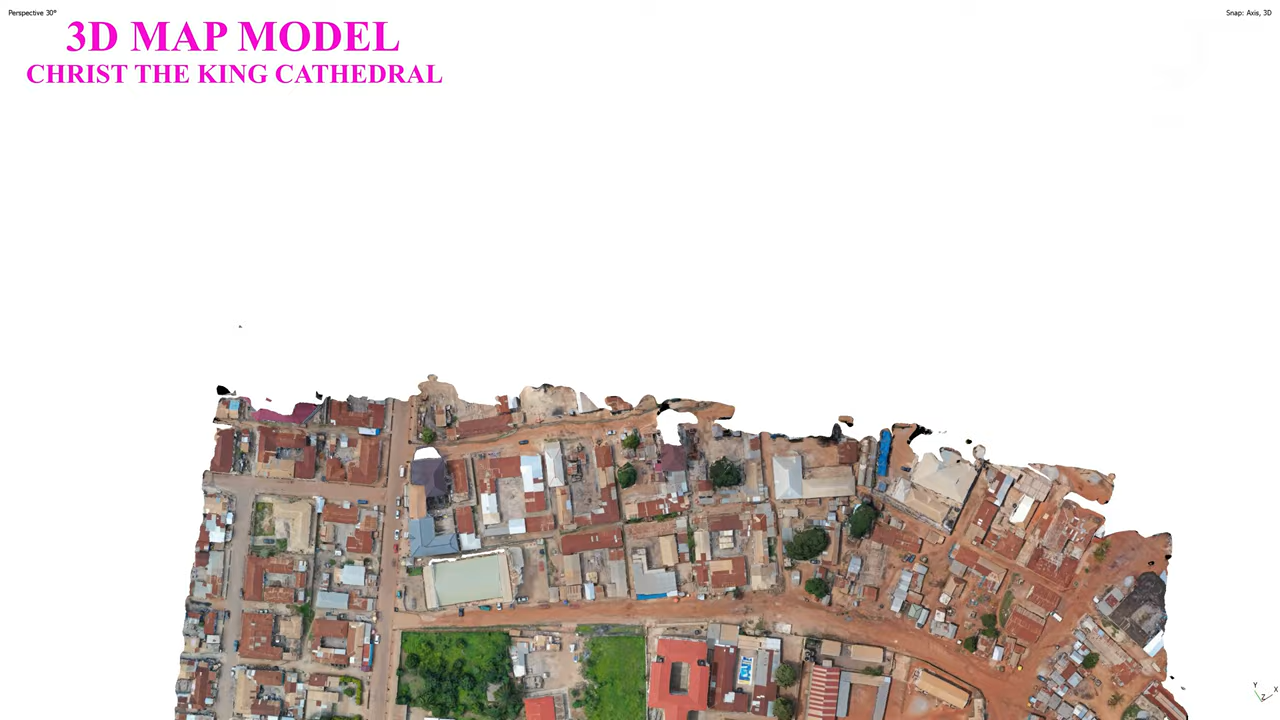 Perspective 30°
Snap: Axis, 3D
3D MAP MODEL
CHRIST THE KING CATHEDRAL
Y
X
Z